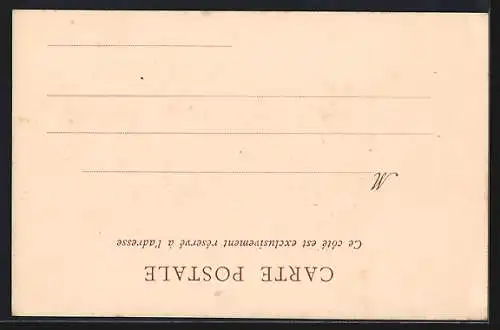 CARTE POSTALE
Ce côté est exclusivement réservé à l'adresse
M